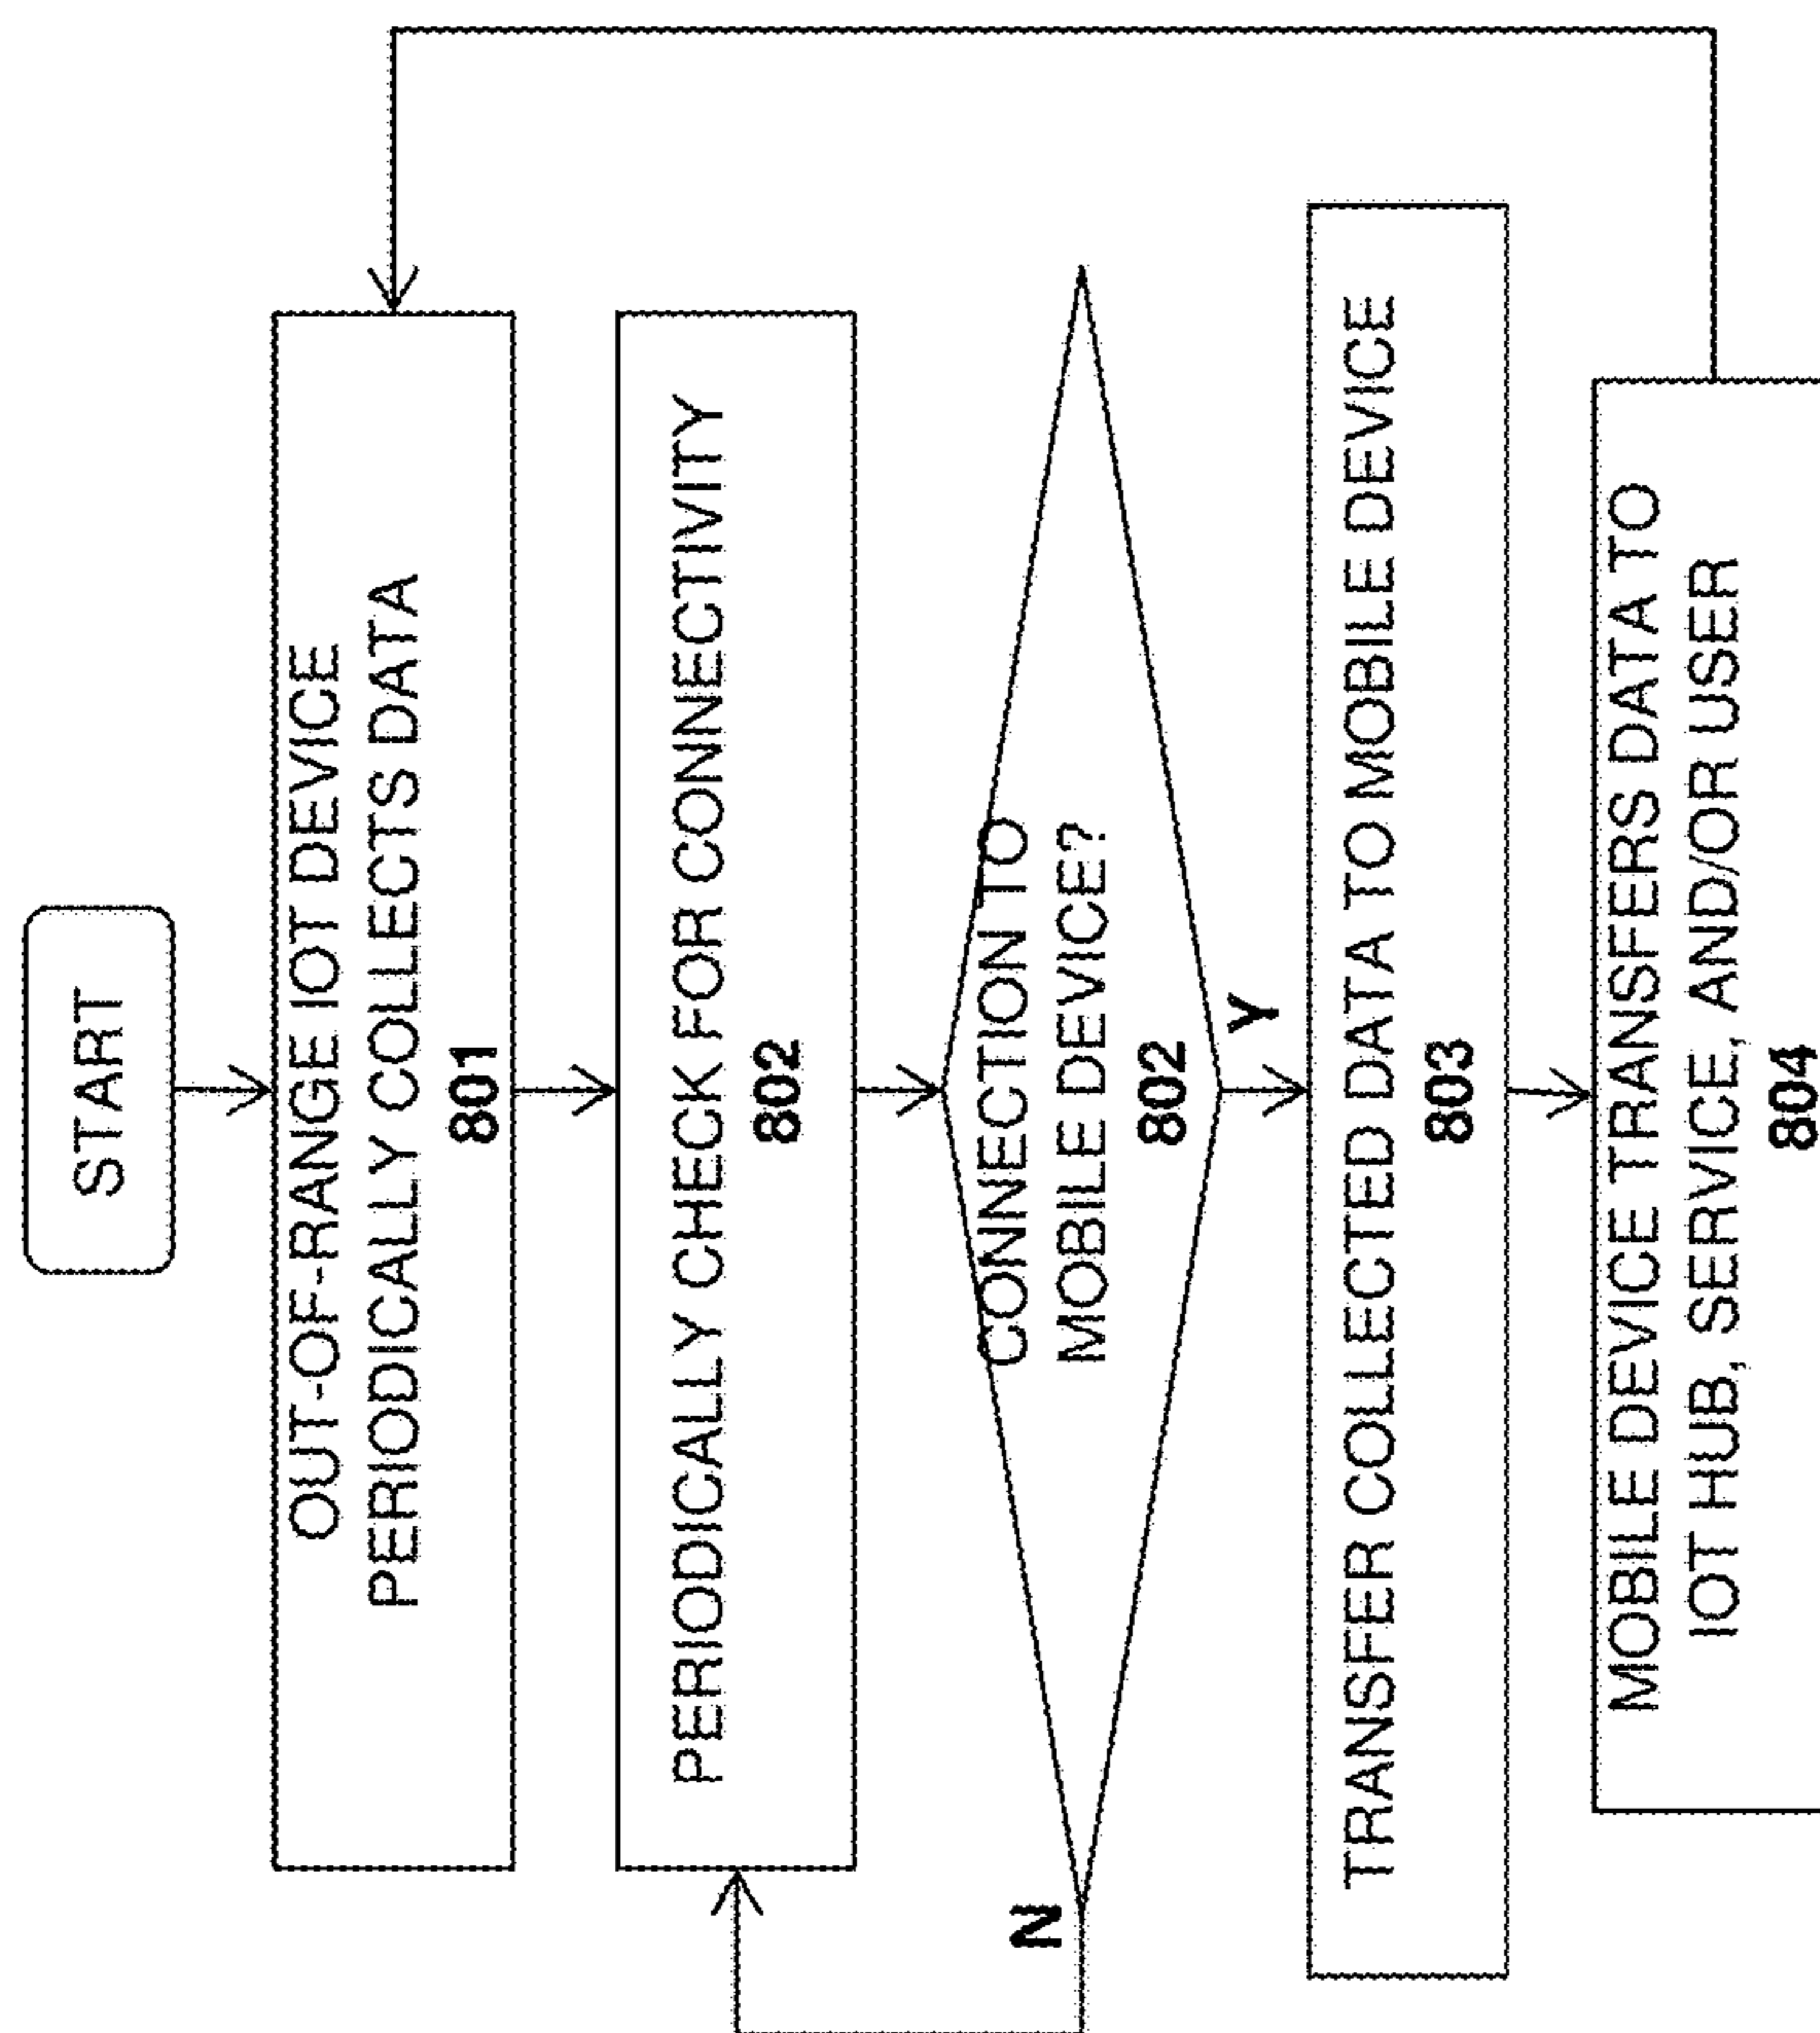 START
OUT-OF-RANGE IOT DEVICE
PERIODICALLY COLLECTS DATA
801
PERIODICALLY CHECK FOR CONNECTIVITY
802
CONNECTION TO
MOBILE DEVICE?
802
N
Y
TRANSFER COLLECTED DATA TO MOBILE DEVICE
803
MOBILE DEVICE TRANSFERS DATA TO
IOT HUB, SERVICE, AND/OR USER
804